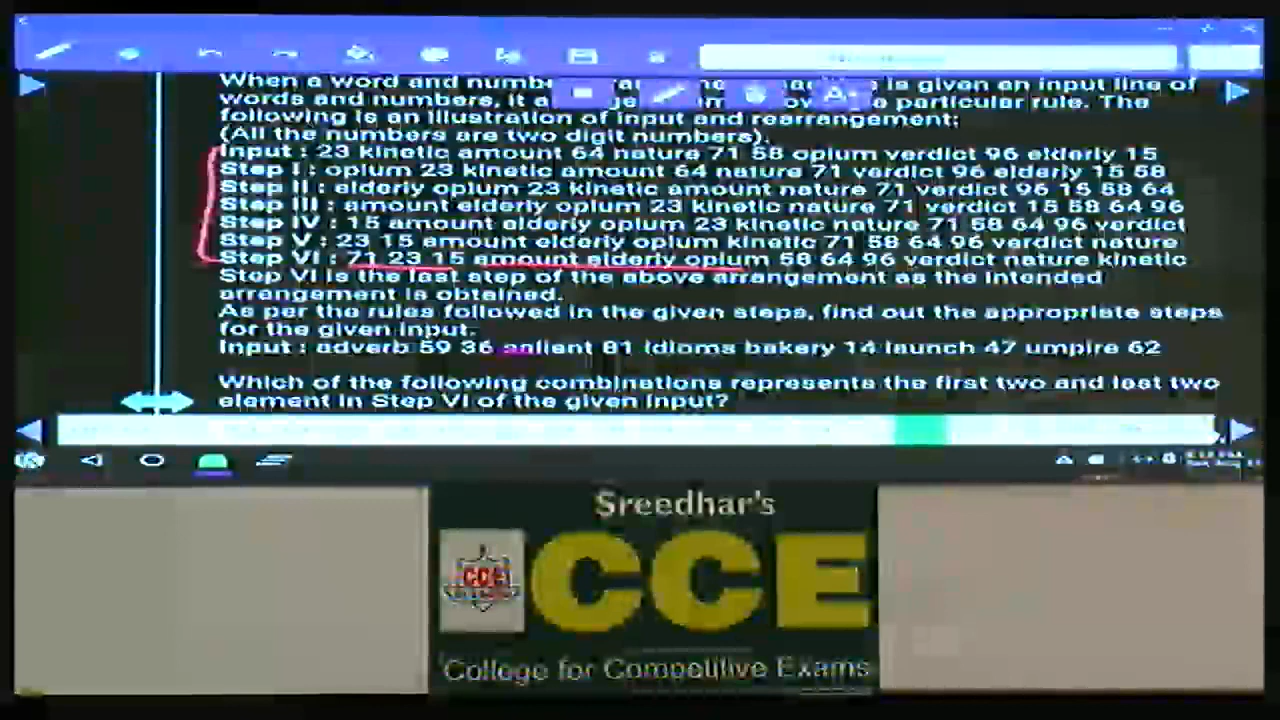 When a word and numbe is given an input line of
words and numbers, it a particular rule. The
following is an illustration of input and rearrangement:
(All the numbers are two digit numbers).
Input : 23 kinetic amount 64 nature 71 58 opium verdict 96 elderly 15
Step I : opium 23 kinetic amount 64 nature 71 verdict 96 elderly 15 58
Step II : elderly opium 23 kinetic amount nature 71 verdict 96 15 58 64
Step III : amount elderly opium 23 kinetic nature 71 verdict 15 58 64 96
Step IV : 15 amount elderly opium 23 kinetic nature 71 58 64 96 verdict
Step V : 23 15 amount elderly opium kinetic 71 58 64 96 verdict nature
Step VI : 71 23 15 amount elderly opium 58 64 96 verdict nature kinetic
Step VI is the last step of the above arrangement as the intended
arrangement is obtained.
As per the rules followed in the given steps, find out the appropriate steps
for the given input.
Input : adverb 59 36 salient 81 idioms bakery 14 launch 47 umpire 62
Which of the following combinations represents the first two and last two
element in Step VI of the given input?
Sreedhar's
CCE
CCE
College for Competitive Exams